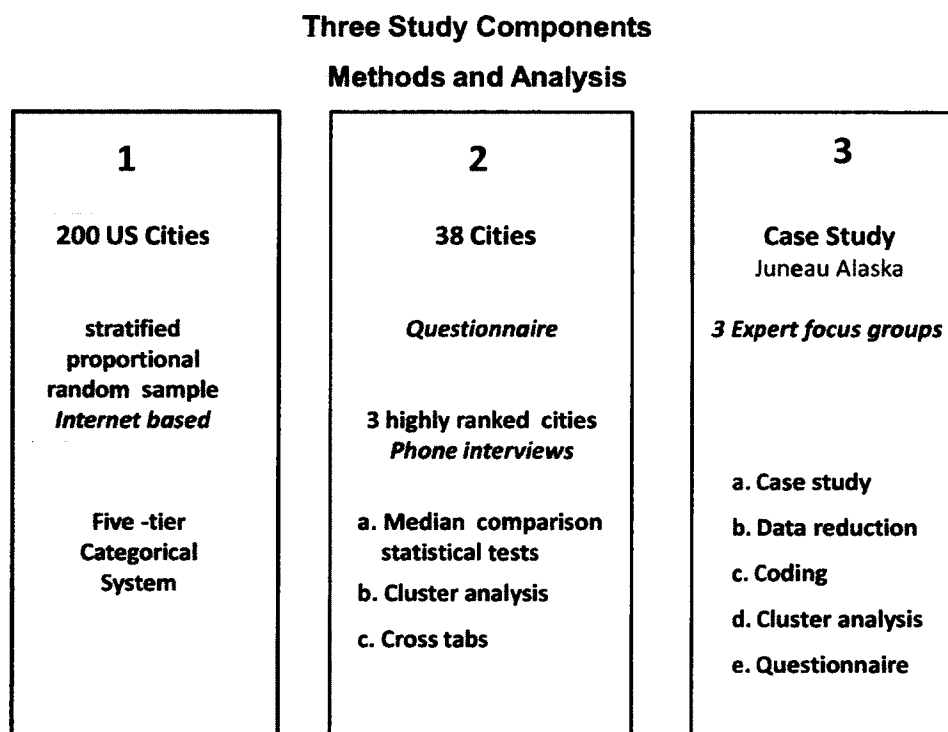 Three Study Components
Methods and Analysis
1
200 US Cities
stratified
proportional
random sample
Internet based
Five -tier
Categorical
System
2
38 Cities
Questionnaire
3 highly ranked cities
Phone interviews
a. Median comparison
statistical tests
b. Cluster analysis
c. Cross tabs
3
Case Study
Juneau Alaska
3 Expert focus groups
a. Case study
b. Data reduction
c. Coding
d. Cluster analysis
e. Questionnaire